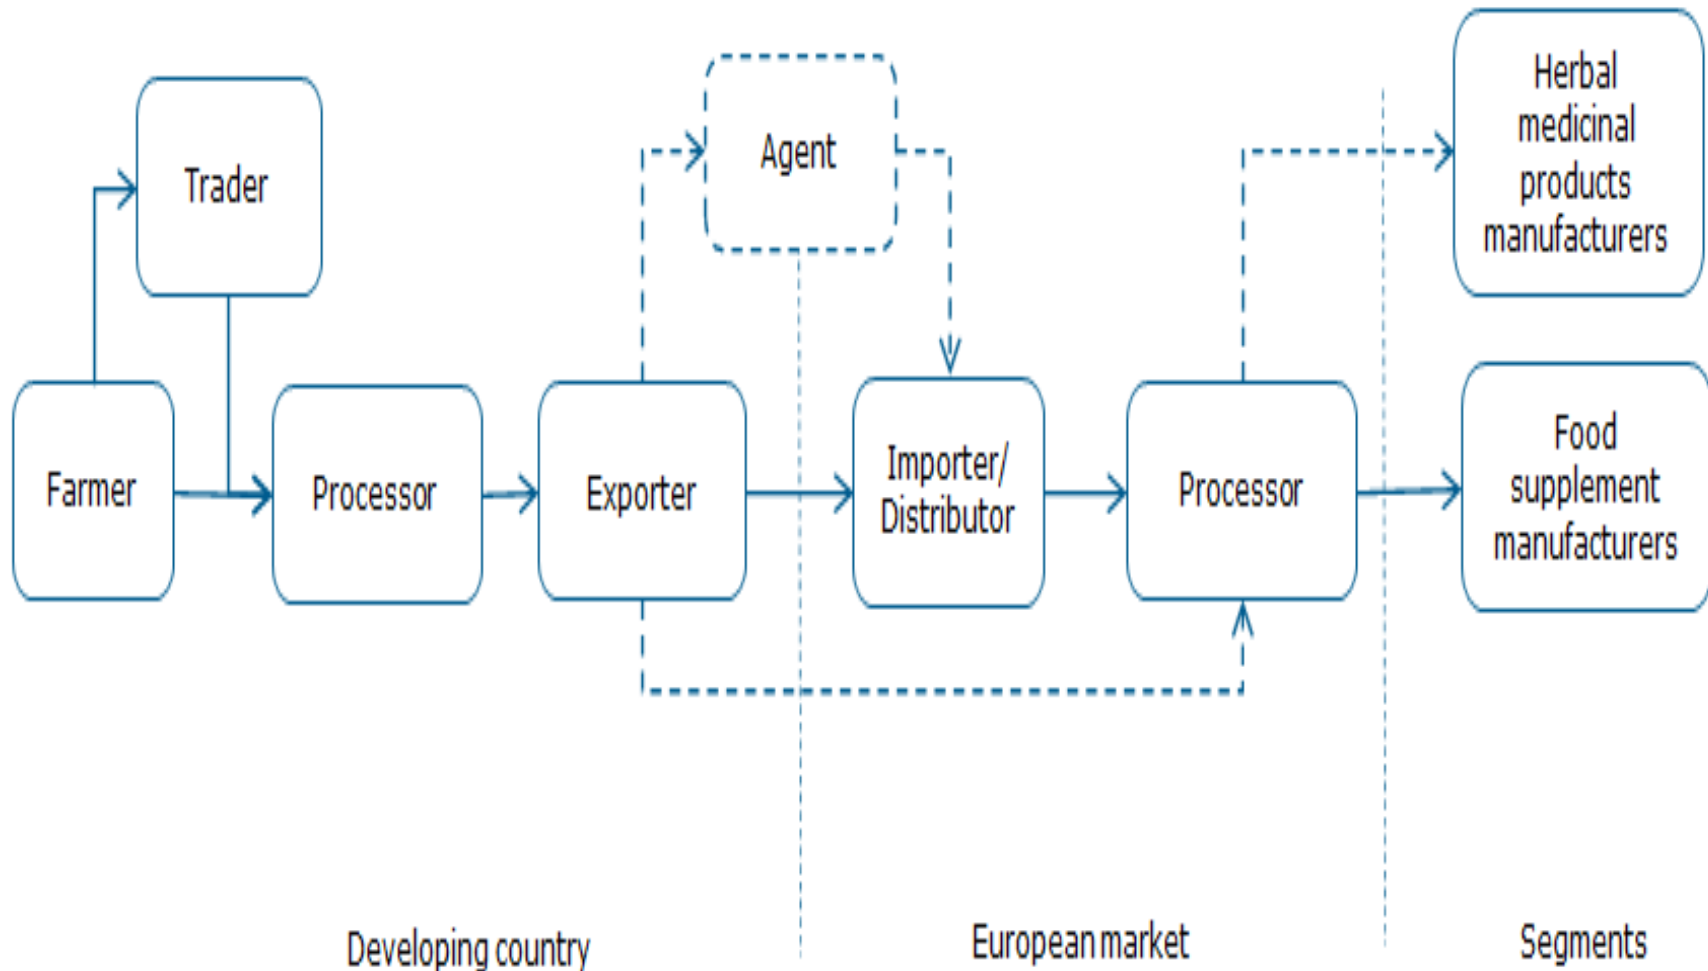 Trader
Agent
Herbal
medicinal
products
manufacturers
Farmer
Processor
Exporter
Importer/
Distributor
Processor
Food
supplement
manufacturers
Developing country
European market
Segments